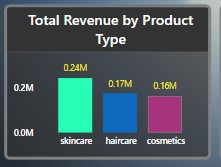 Total Revenue by Product
Type
0.24M
0.2M
0.17M
0.16M
0.0M
skincare haircare cosmetics